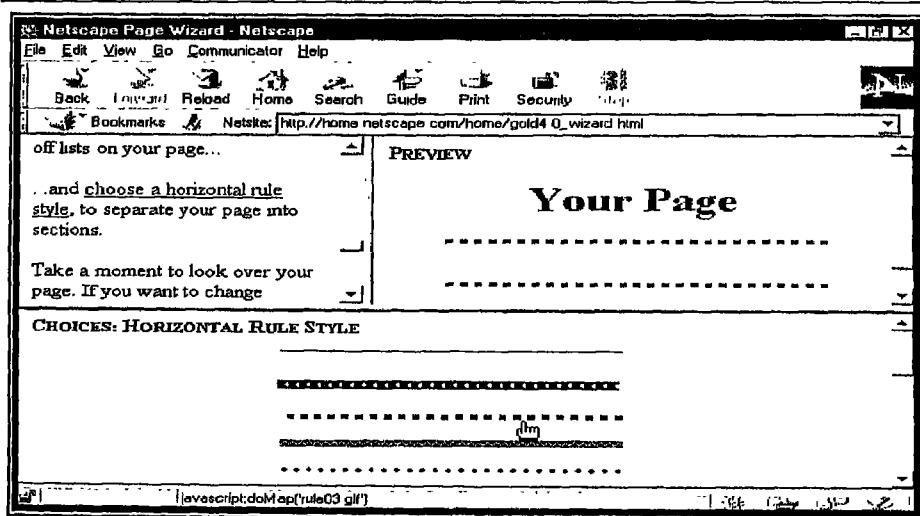 Netscape Page Wizard - Netscape
File Edit View Go Communicator Help
Back Forward Reload Home Search Guide Print Security Stop
Bookmarks Netsite: http://home netscape com/home/gold4 0_wizard html
off lists on your page...
. .and choose a horizontal rule
style, to separate your page into
sections.
Take a moment to look over your
page. If you want to change
PREVIEW
Your Page
CHOICES: HORIZONTAL RULE STYLE
javascript:doMap('rule03 gif')